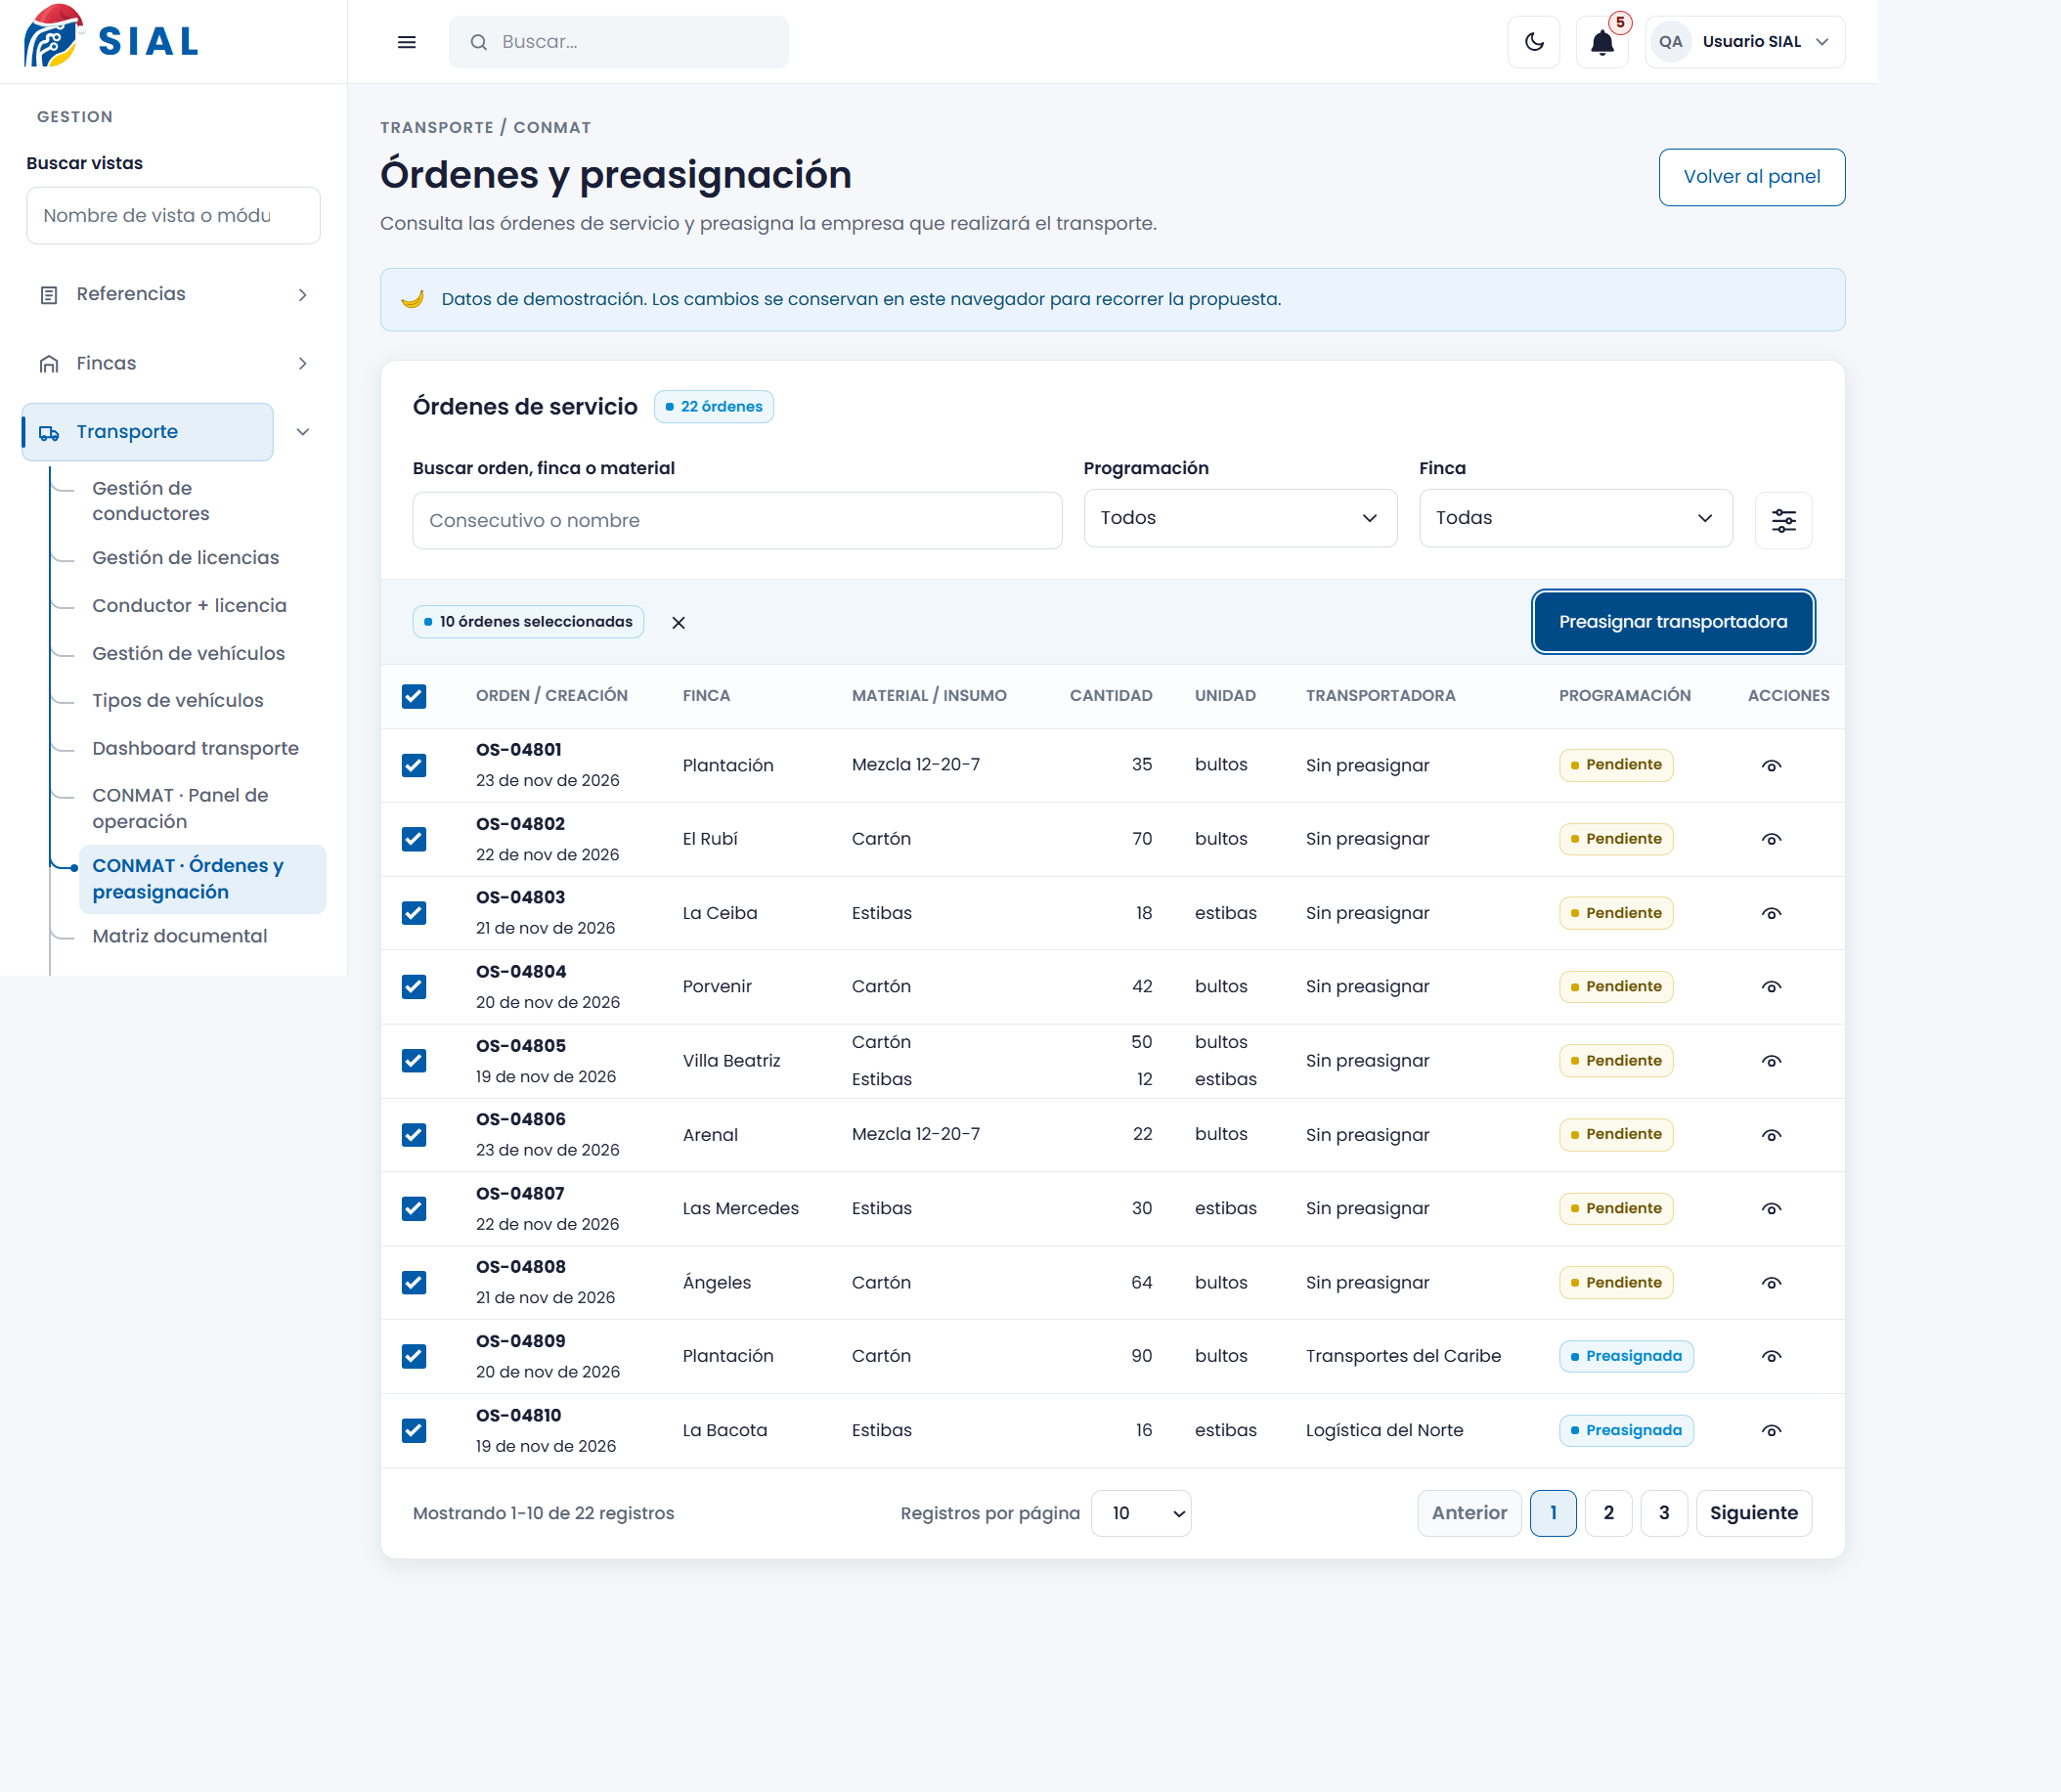 SIAL
Buscar...
5
QA
Usuario SIAL
GESTION
Buscar vistas
Nombre de vista o módu
Referencias
Fincas
Transporte
Gestión de
conductores
Gestión de licencias
Conductor + licencia
Gestión de vehículos
Tipos de vehículos
Dashboard transporte
CONMAT · Panel de
operación
CONMAT · Órdenes y
preasignación
Matriz documental
TRANSPORTE / CONMAT
Órdenes y preasignación
Volver al panel
Consulta las órdenes de servicio y preasigna la empresa que realizará el transporte.
Datos de demostración. Los cambios se conservan en este navegador para recorrer la propuesta.
Órdenes de servicio
22 órdenes
Buscar orden, finca o material
Programación
Finca
Consecutivo o nombre
Todos
Todas
10 órdenes seleccionadas
Preasignar transportadora
ORDEN / CREACIÓN FINCA MATERIAL / INSUMO CANTIDAD UNIDAD TRANSPORTADORA PROGRAMACIÓN ACCIONES
OS-04801
23 de nov de 2026
Plantación Mezcla 12-20-7 35 bultos Sin preasignar Pendiente
OS-04802
22 de nov de 2026
El Rubí Cartón 70 bultos Sin preasignar Pendiente
OS-04803
21 de nov de 2026
La Ceiba Estibas 18 estibas Sin preasignar Pendiente
OS-04804
20 de nov de 2026
Porvenir Cartón 42 bultos Sin preasignar Pendiente
OS-04805
19 de nov de 2026
Villa Beatriz
Cartón 50 bultos
Estibas 12 estibas
Sin preasignar Pendiente
OS-04806
23 de nov de 2026
Arenal Mezcla 12-20-7 22 bultos Sin preasignar Pendiente
OS-04807
22 de nov de 2026
Las Mercedes Estibas 30 estibas Sin preasignar Pendiente
OS-04808
21 de nov de 2026
Ángeles Cartón 64 bultos Sin preasignar Pendiente
OS-04809
20 de nov de 2026
Plantación Cartón 90 bultos Transportes del Caribe Preasignada
OS-04810
19 de nov de 2026
La Bacota Estibas 16 estibas Logística del Norte Preasignada
Mostrando 1-10 de 22 registros
Registros por página 10
Anterior 1 2 3 Siguiente